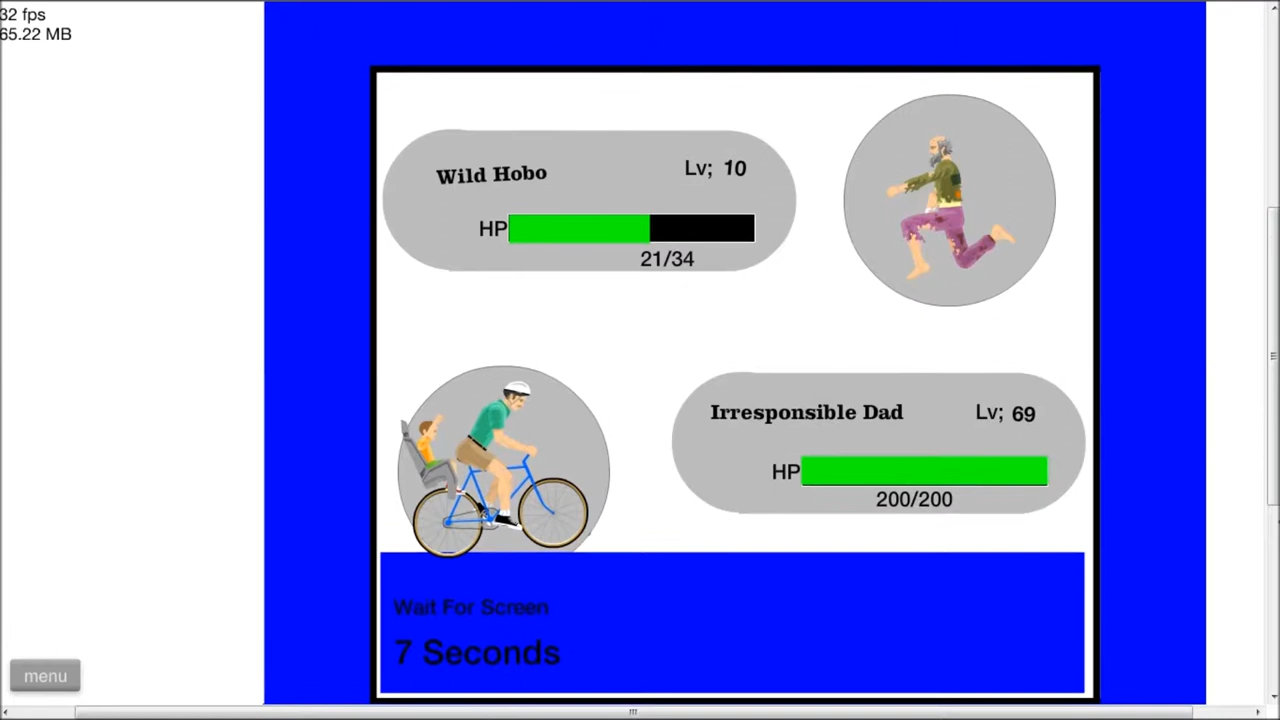 32 fps
65.22 MB
Wild Hobo Lv; 10
HP
21/34
Irresponsible Dad Lv; 69
HP
200/200
Wait For Screen
7 Seconds
menu